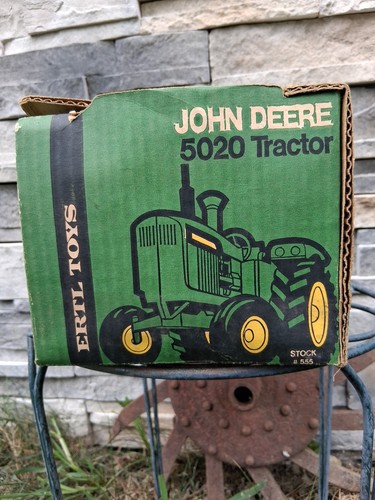 JOHN DEERE
5020 Tractor
ERTL TOYS
STOCK
# 555